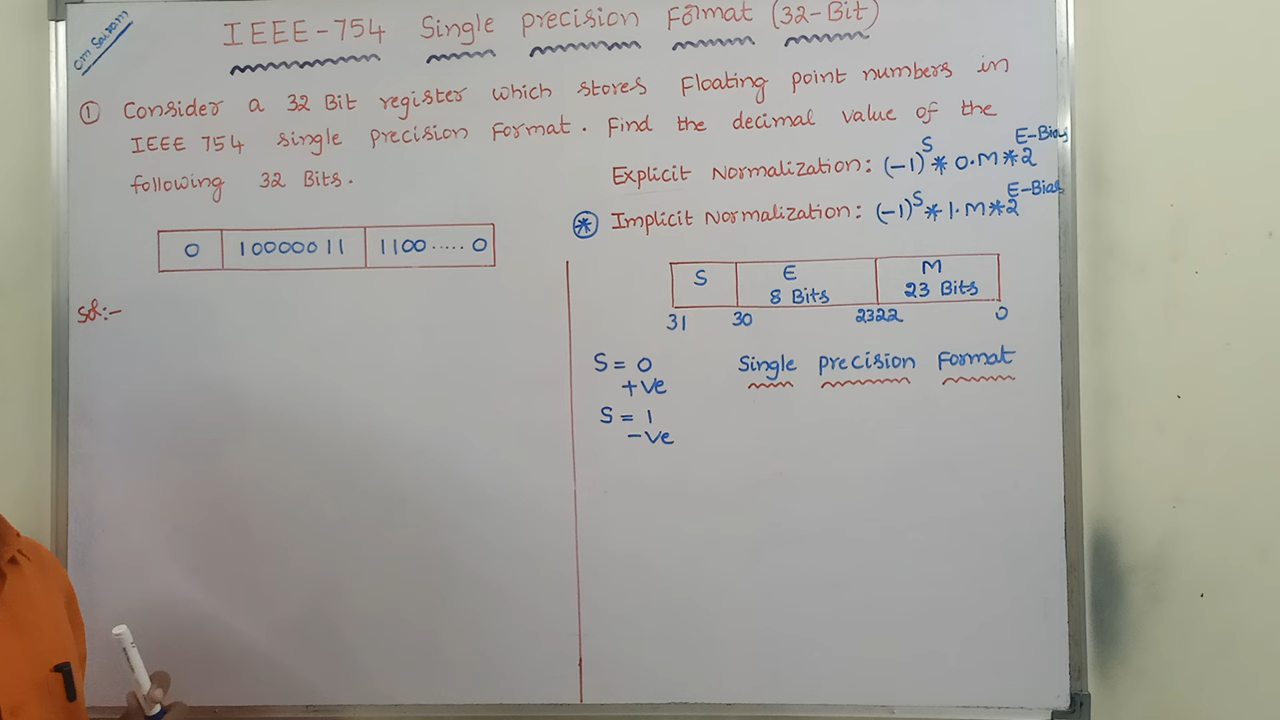 Om Sairam
IEEE-754 Single precision Format (32-Bit)
① Consider a 32 Bit register which stores Floating point numbers in
IEEE 754 single precision Format. Find the decimal value of the
following 32 Bits.
0 10000011 1100.....0
Sol:-
Explicit Normalization: (-1)^S * 0.M * 2^E-Bias
* Implicit Normalization: (-1)^S * 1.M * 2^E-Bias
S E M
8 Bits 23 Bits
31 30 23 22 0
Single precision Format
S = 0
+ve
S = 1
-ve